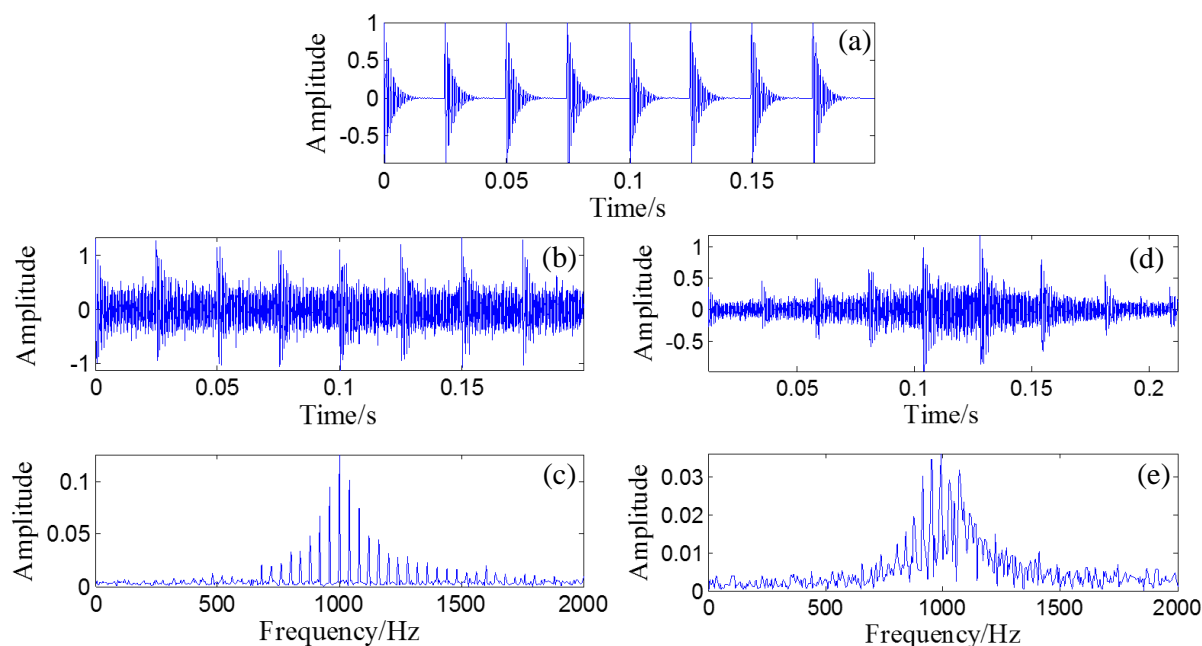 (a)
Amplitude
1
0.5
0
-0.5
0 0.05 0.1 0.15
Time/s
(b)
Amplitude
1
0
-1
0 0.05 0.1 0.15
Time/s
(d)
Amplitude
1
0.5
0
-0.5
0.05 0.1 0.15 0.2
Time/s
(c)
Amplitude
0.1
0.05
0
0 500 1000 1500 2000
Frequency/Hz
(e)
Amplitude
0.03
0.02
0.01
0
0 500 1000 1500 2000
Frequency/Hz